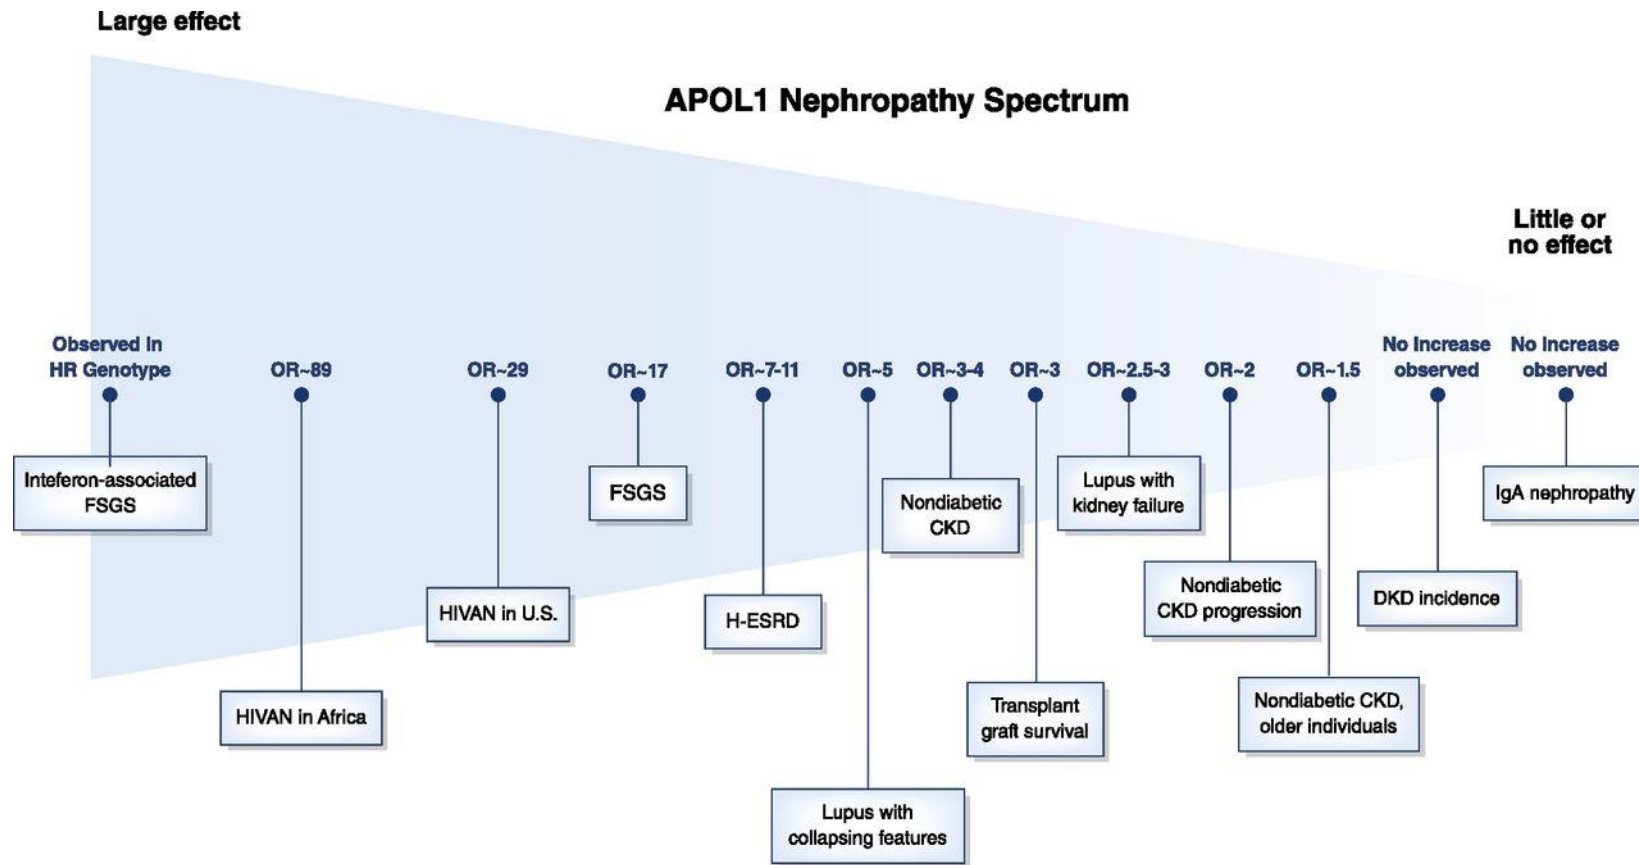 Large effect
APOL1 Nephropathy Spectrum
Little or
no effect
Observed in
HR Genotype
OR~89
OR~29
OR~17
OR~7-11
OR~5
OR~3-4
OR~3
OR~2.5-3
OR~2
OR~1.5
No Increase
observed
No Increase
observed
Inteferon-associated
FSGS
HIVAN in Africa
HIVAN in U.S.
FSGS
H-ESRD
Lupus with
collapsing features
Nondiabetic
CKD
Transplant
graft survival
Lupus with
kidney failure
Nondiabetic
CKD progression
Nondiabetic CKD,
older individuals
DKD incidence
IgA nephropathy